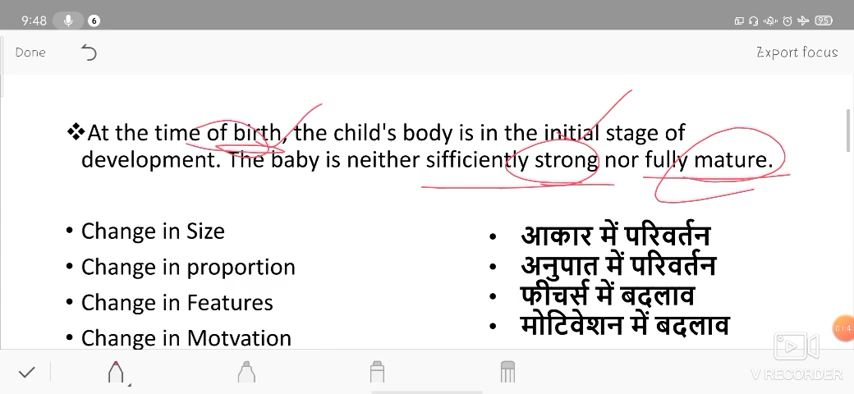 9:48
6
95
Done
Export focus
❖At the time of birth, the child's body is in the initial stage of
development. The baby is neither sifficiently strong nor fully mature.
• Change in Size
• Change in proportion
• Change in Features
• Change in Motvation
• आकार में परिवर्तन
• अनुपात में परिवर्तन
• फीचर्स में बदलाव
• मोटिवेशन में बदलाव
V RECORDER